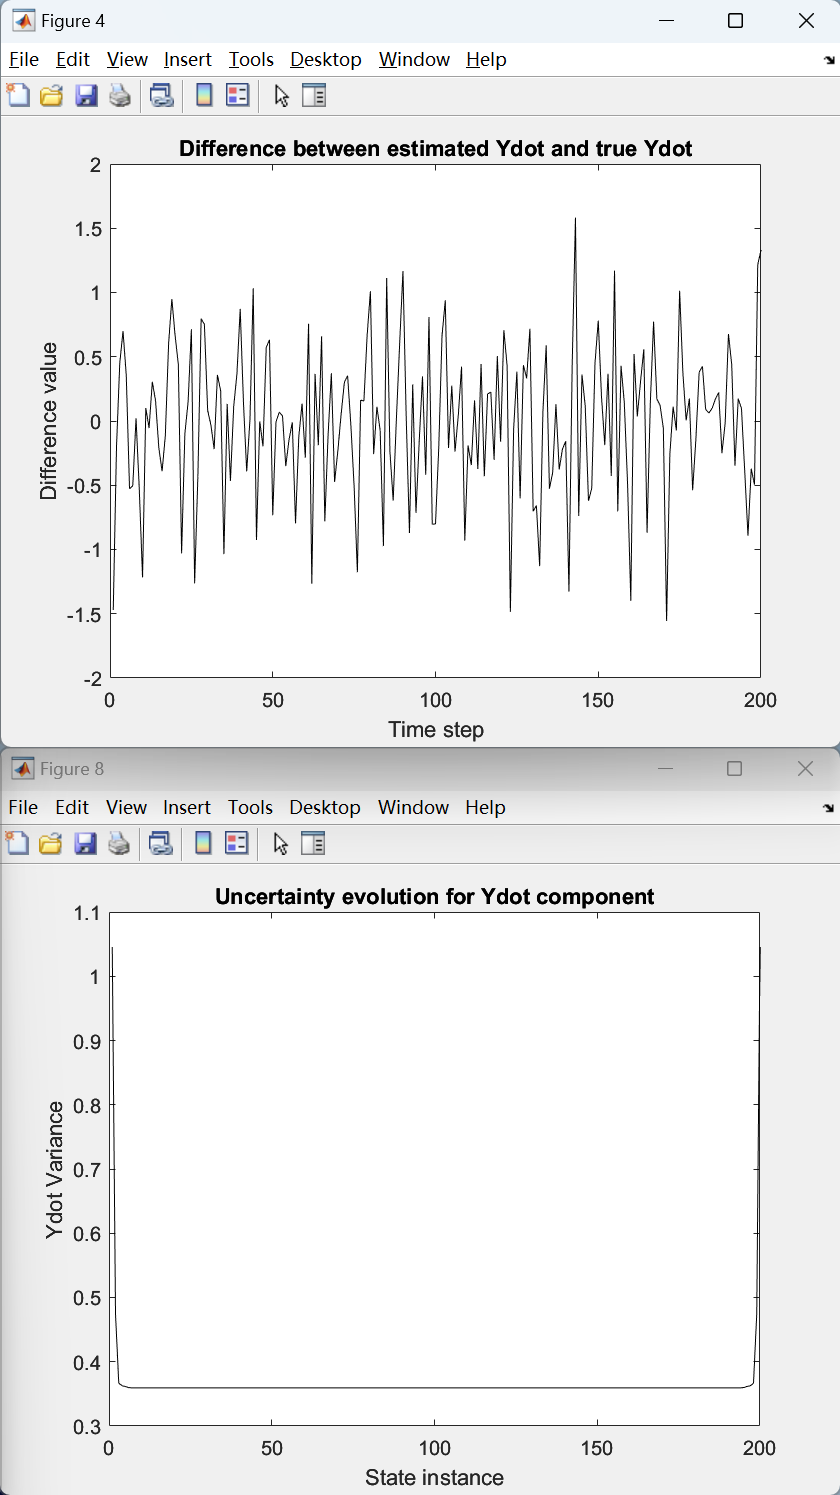 Figure 4
File Edit View Insert Tools Desktop Window Help
Difference between estimated Ydot and true Ydot
2
1.5
1
0.5
0
-0.5
-1
-1.5
-2
Difference value
0 50 100 150 200
Time step
Figure 8
File Edit View Insert Tools Desktop Window Help
Uncertainty evolution for Ydot component
1.1
1
0.9
0.8
0.7
0.6
0.5
0.4
0.3
Ydot Variance
0 50 100 150 200
State instance